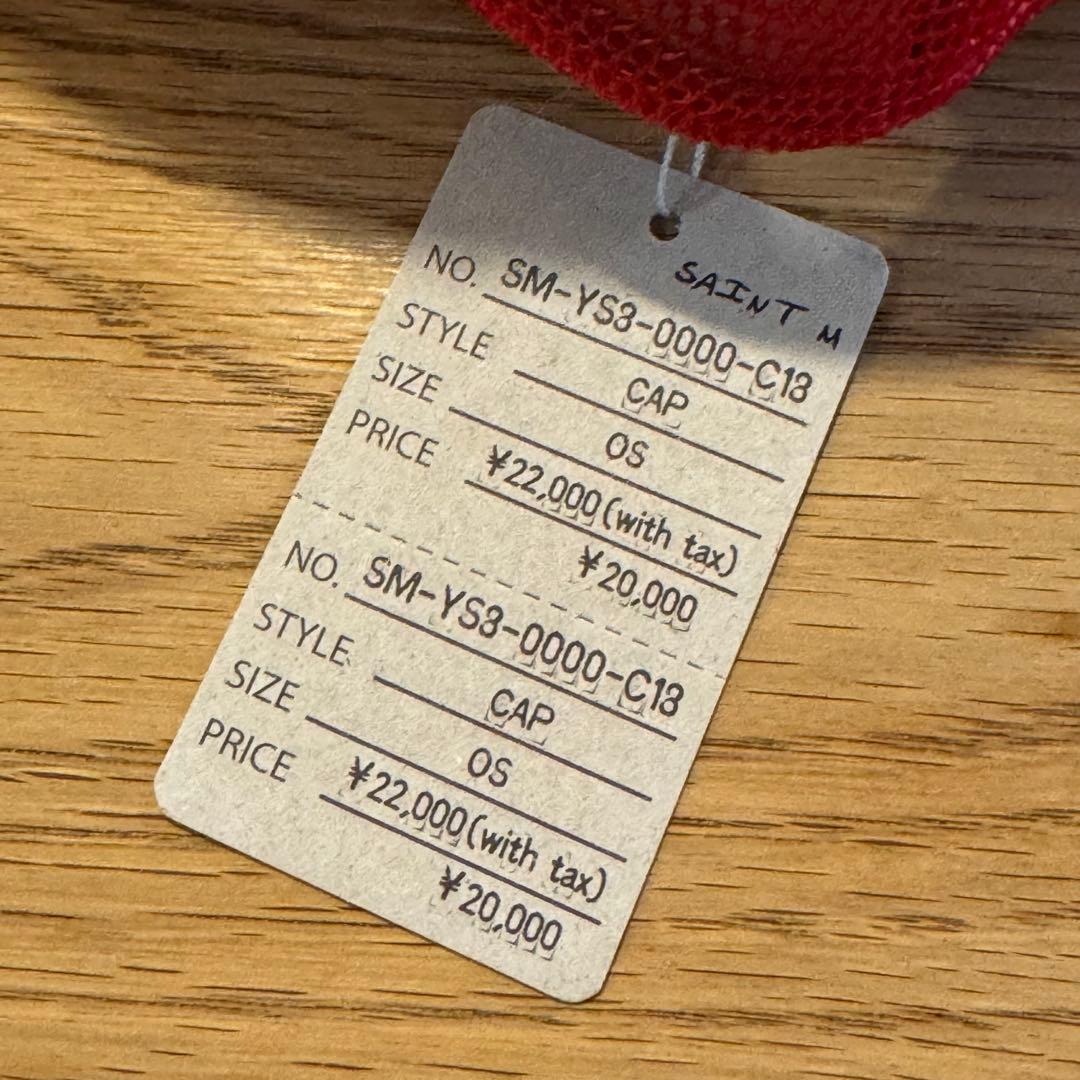 SAINT M
NO. SM-YS3-0000-C13
STYLE CAP
SIZE OS
PRICE ¥22,000(with tax)
¥20,000
NO. SM-YS3-0000-C13
STYLE CAP
SIZE OS
PRICE ¥22,000(with tax)
¥20,000